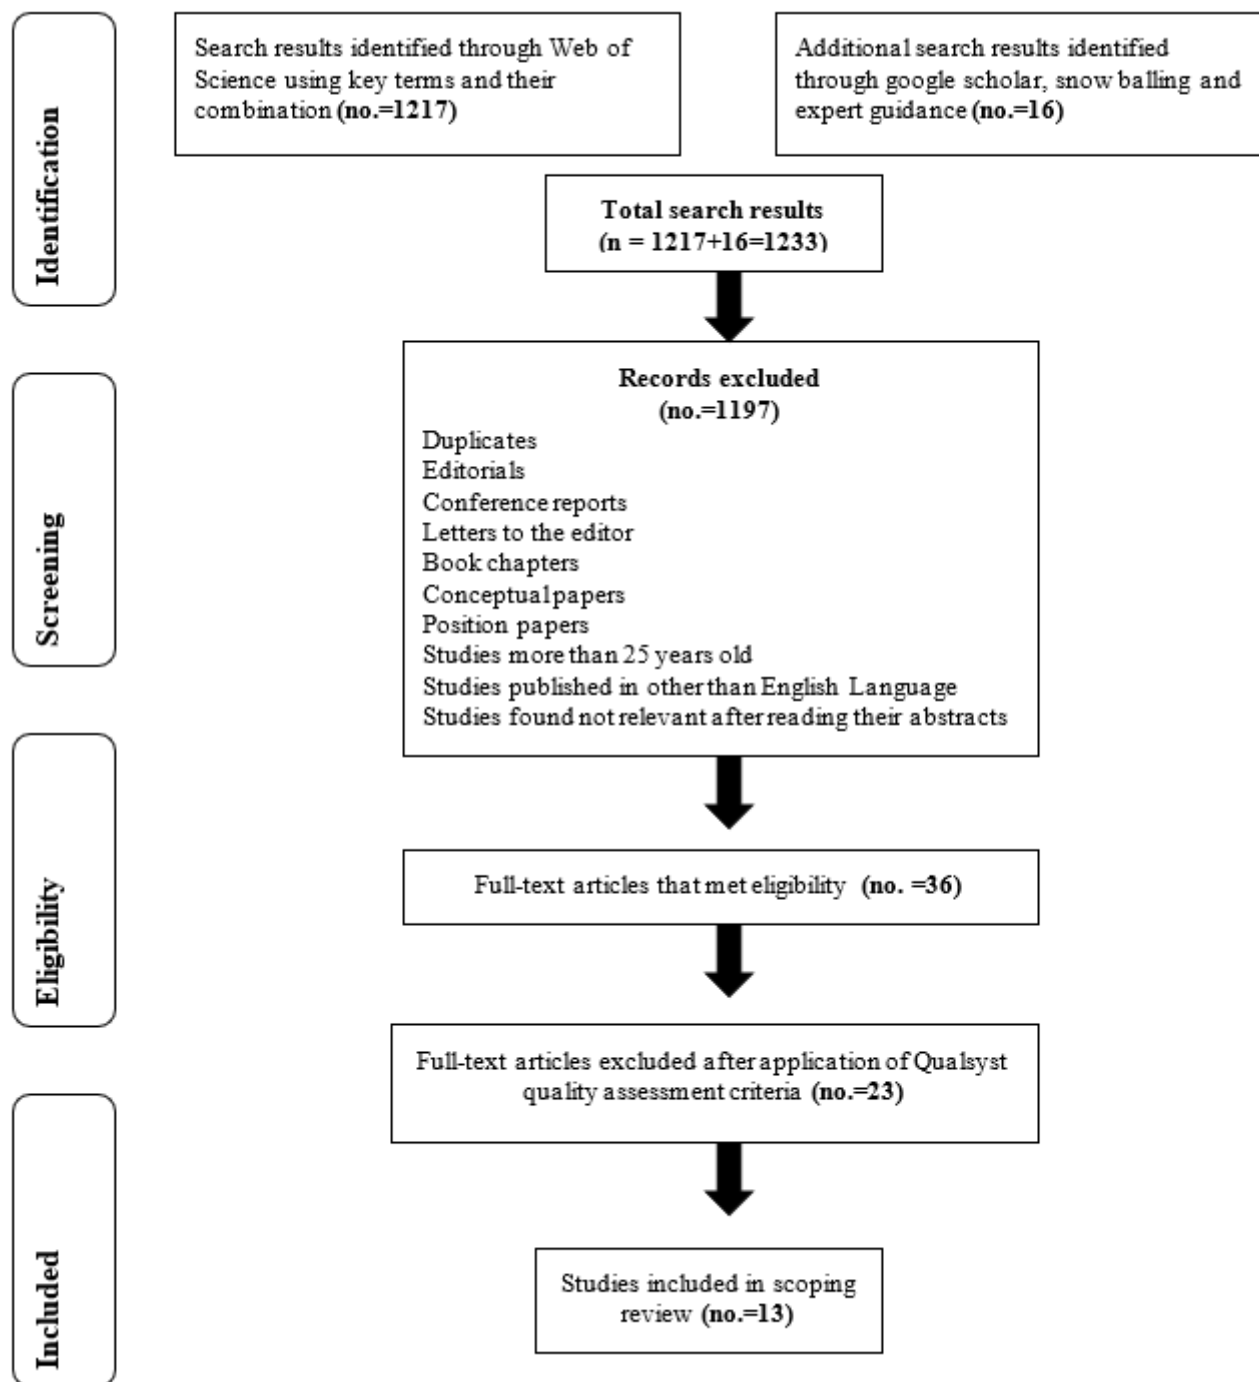 Identification
Search results identified through Web of
Science using key terms and their
combination (no.=1217)
Additional search results identified
through google scholar, snow balling and
expert guidance (no.=16)
Total search results
(n = 1217+16=1233)
Screening
Records excluded
(no.=1197)
Duplicates
Editorials
Conference reports
Letters to the editor
Book chapters
Conceptual papers
Position papers
Studies more than 25 years old
Studies published in other than English Language
Studies found not relevant after reading their abstracts
Eligibility
Full-text articles that met eligibility (no. =36)
Full-text articles excluded after application of Qualsyst
quality assessment criteria (no.=23)
Included
Studies included in scoping
review (no.=13)